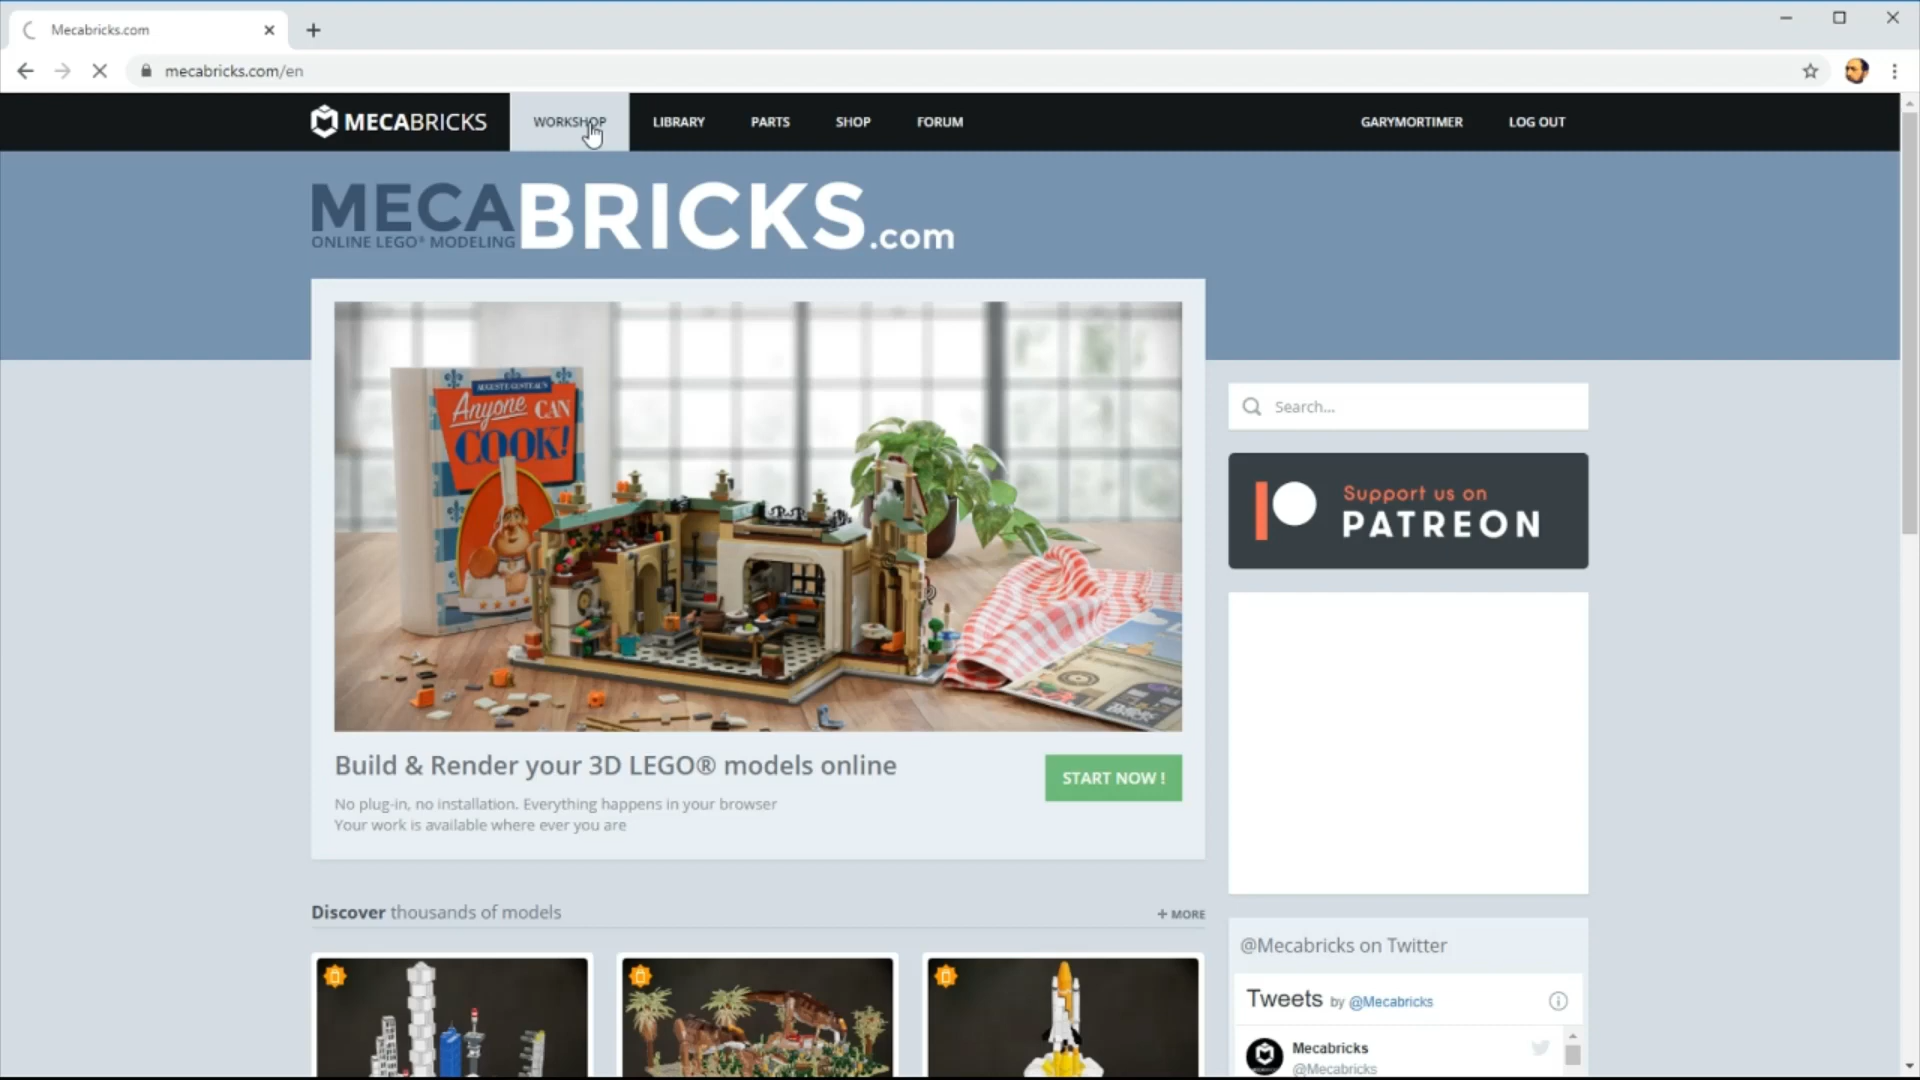 Mecabricks.com
mecabricks.com/en
MECABRICKS
WORKSHOP
LIBRARY
PARTS
SHOP
FORUM
GARYMORTIMER
LOG OUT
MECABRICKS.com
ONLINE LEGO® MODELING
AUGUSTE GUSTEAU'S
Anyone CAN
COOK!
Search...
Support us on
PATREON
Build & Render your 3D LEGO® models online
START NOW !
No plug-in, no installation. Everything happens in your browser
Your work is available where ever you are
Discover thousands of models
+ MORE
@Mecabricks on Twitter
Tweets by @Mecabricks
Mecabricks
@Mecabricks